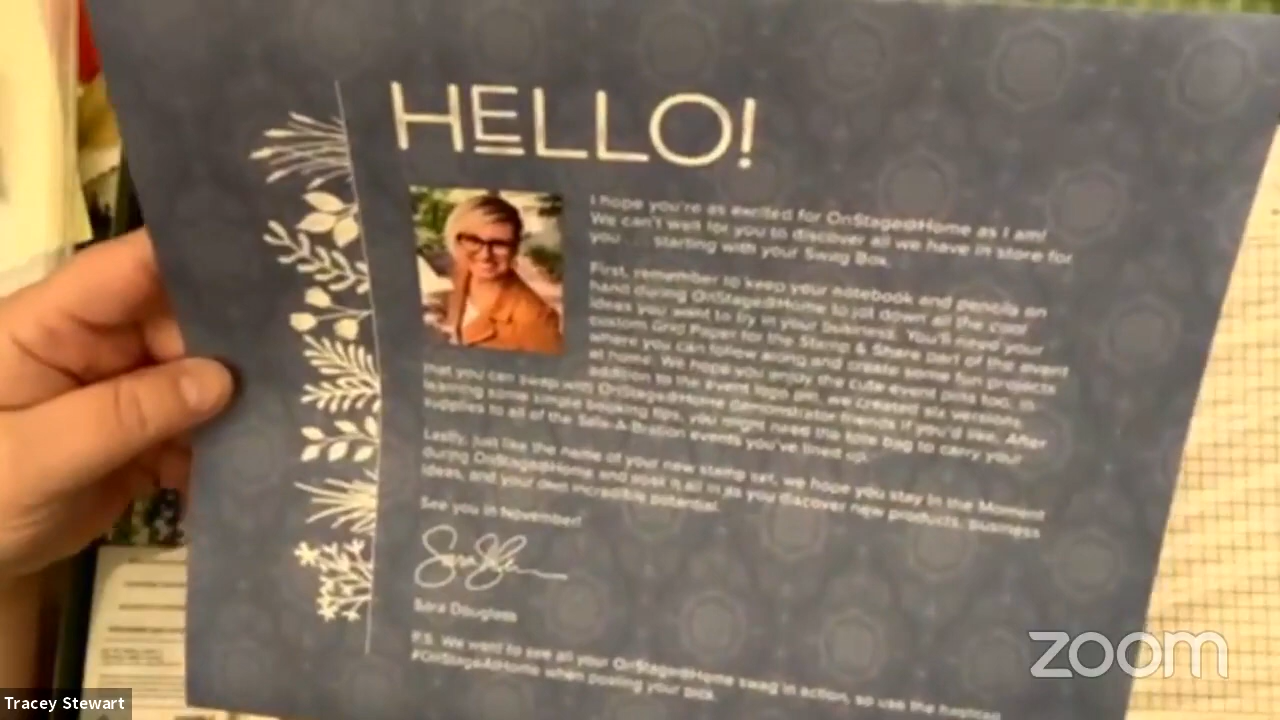 HELLO!
I hope you're as excited for OnStage@Home as I am!
We can't wait for you to discover all we have in store for
you . . . starting with your Swag Box.
First, remember to keep your notebook and pencils on
hand during OnStage@Home to jot down all the cool
ideas you want to try in your business. You'll need your
custom Grid Paper for the Stamp & Share part of the event
where you can follow along and create some fun projects
at home. We hope you enjoy the cute event pins too, in
addition to the event logo pin, we created six versions
that you can swap with OnStage@Home demonstrator friends if you'd like. After
learning some simple booking tips, you might need the tote bag to carry your
supplies to all of the Sale-A-Bration events you've lined up.
Lastly, just like the name of your new stamp set, we hope you stay In the Moment
during OnStage@Home and soak it all in as you discover new products, business
ideas, and your own incredible potential.
See you in November!
Sara Douglass
P.S. We want to see all your OnStage@Home swag in action, so use the hashtag
#OnStageAtHome when posting your pics.
zoom
Tracey Stewart